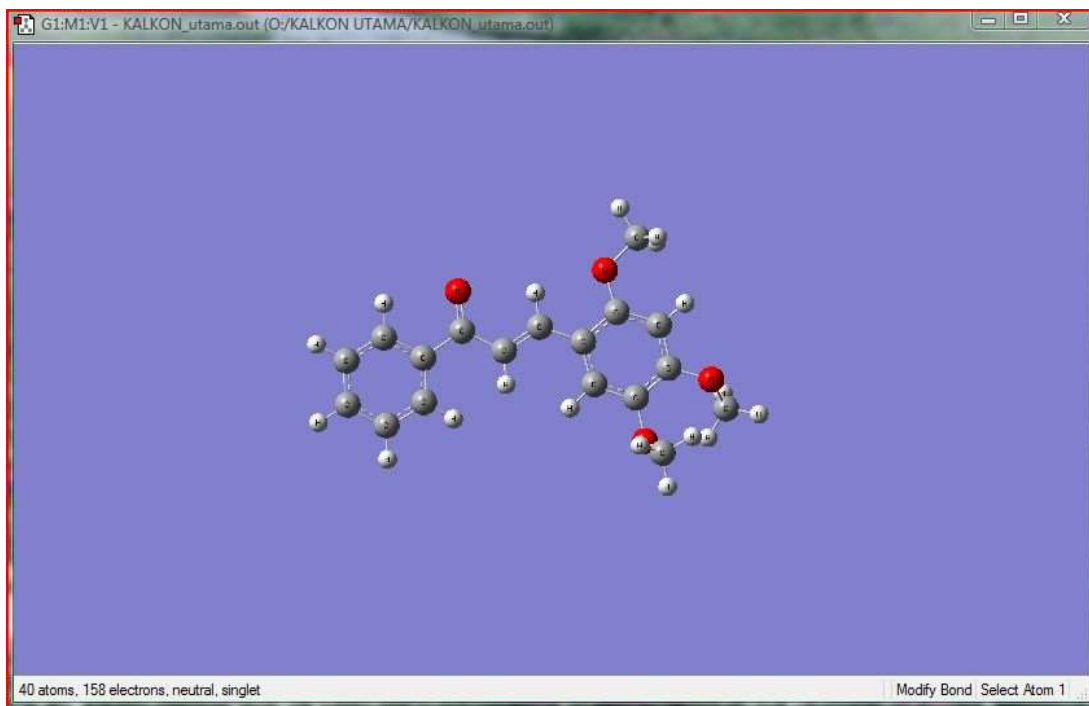 G1:M1:V1 - KALKON_utama.out (O:/KALKON UTAMA/KALKON_utama.out)
40 atoms, 158 electrons, neutral, singlet
Modify Bond
Select Atom 1